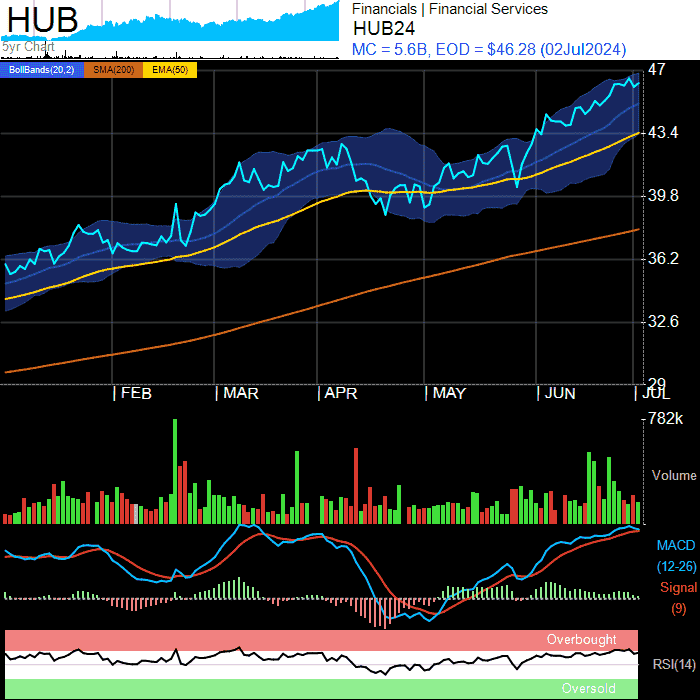 HUB
5yr Chart
Financials | Financial Services
HUB24
MC = 5.6B, EOD = $46.28 (02Jul2024)
BollBands(20,2) SMA(200) EMA(50)
47
43.4
39.8
36.2
32.6
29
FEB MAR APR MAY JUN JUL
782k
Volume
MACD
(12-26)
Signal
(9)
Overbought
RSI(14)
Oversold